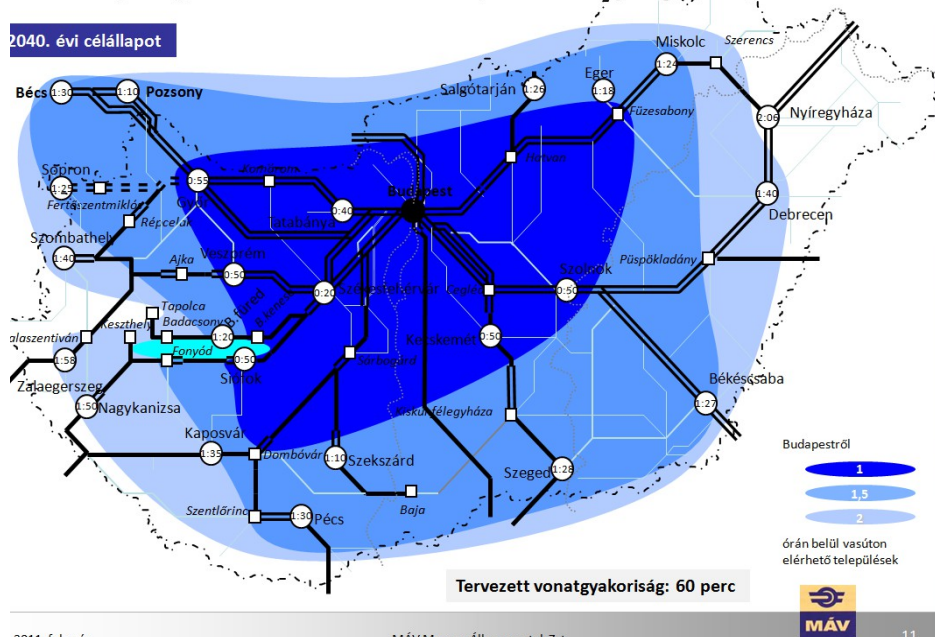 2040. évi célállapot
Miskolc
Szerencs
1:24
Eger
Salgótarján
1:26
1:18
Bécs
1:30
1:10
Pozsony
Füzesabony
2:06
Nyíregyháza
Hatvan
Sopron
1:25
0:55
Komárom
Budapest
1:40
Győr
Fertőszentmiklós
0:40
Tatabánya
Debrecen
Répcelak
Szombathely
1:40
Veszprém
Ajka
0:50
Püspökladány
Szolnok
0:50
0:20
Székesfehérvár
Cegléd
Tapolca
B.füred
B.kenese
Badacsony
Keszthely
1:20
0:50
Kecskemét
Fonyód
0:50
Siófok
Sárbogárd
1:58
Zalaegerszeg
Békéscsaba
1:27
1:50
Nagykanizsa
Kiskunfélegyháza
Kaposvár
1:35
Dombóvár
1:10
Szekszárd
Szeged
1:28
Szentlőrinc
1:30
Pécs
Baja
Budapestről
1
1,5
2
órán belül vasúton
elérhető települések
Tervezett vonatgyakoriság: 60 perc
MÁV
11